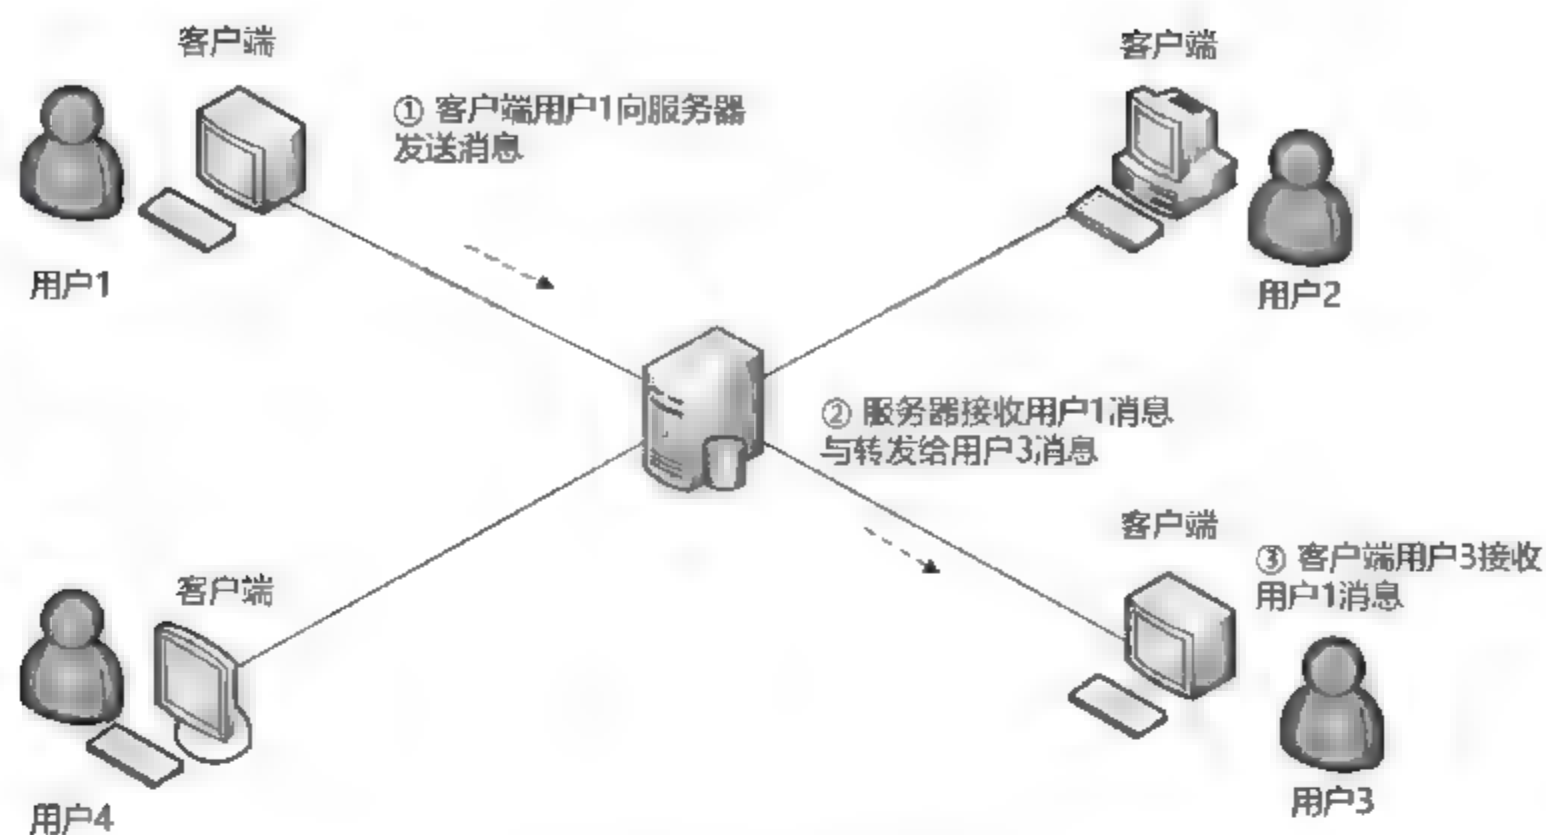 客户端
客户端
① 客户端用户1向服务器
发送消息
用户1
用户2
② 服务器接收用户1消息
与转发给用户3消息
客户端
③ 客户端用户3接收
用户1消息
客户端
用户3
用户4